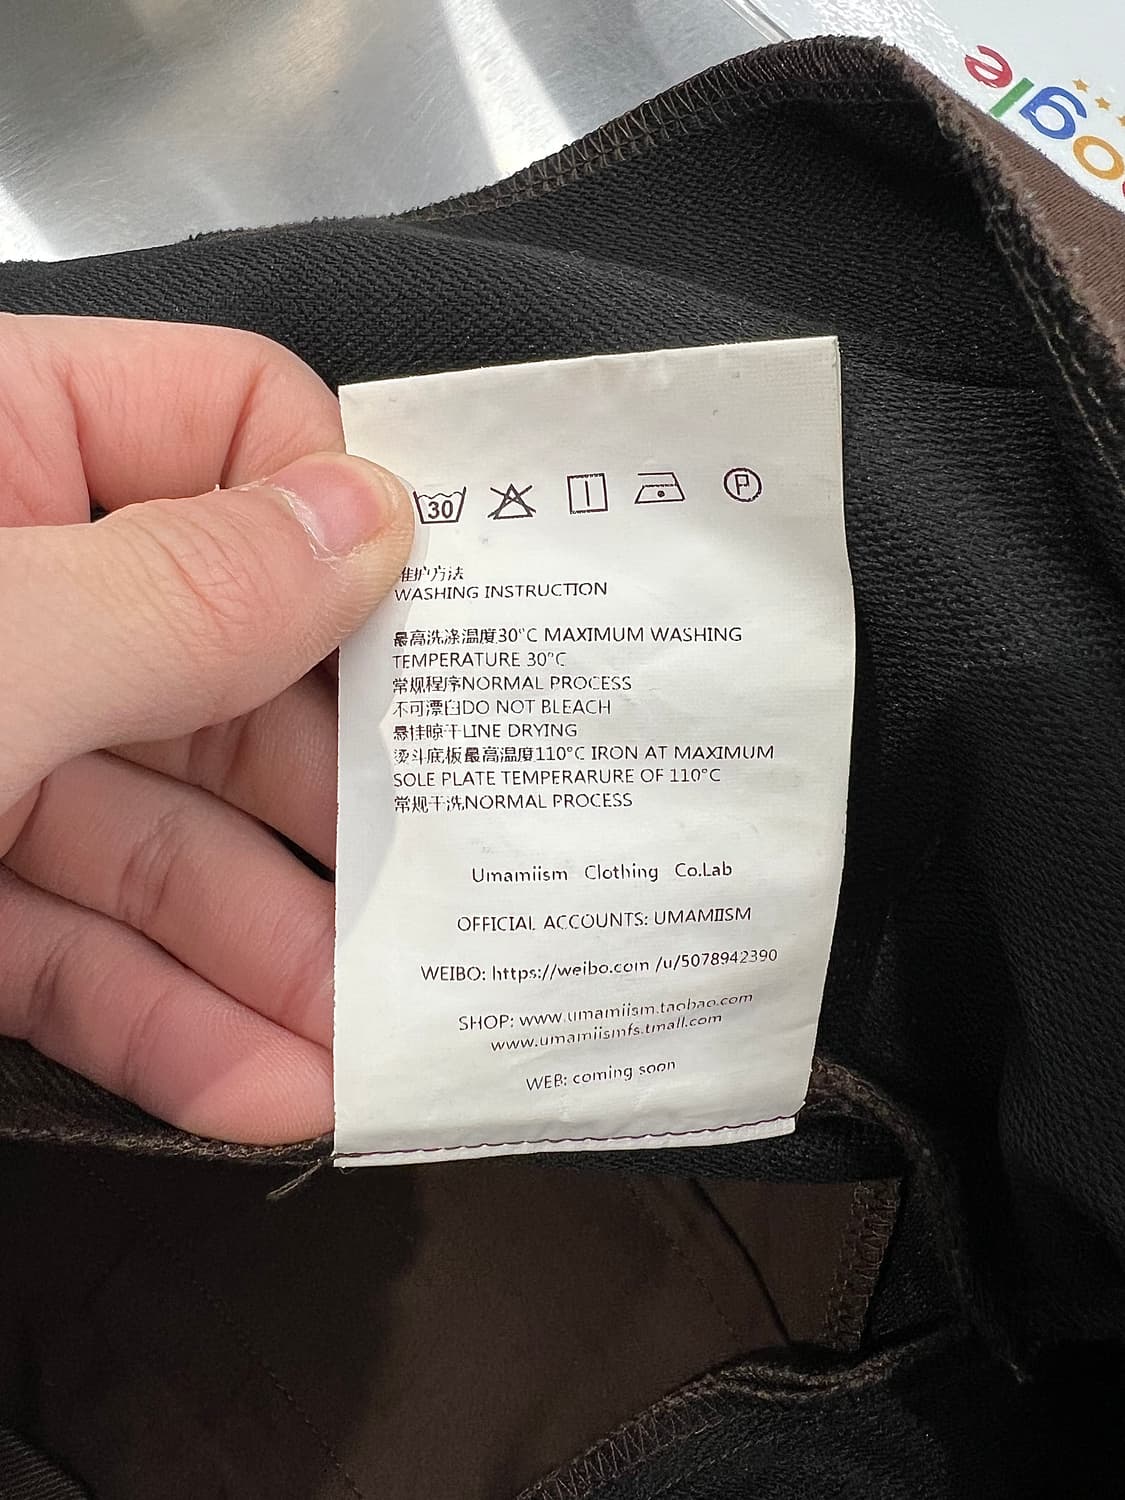 30
P
维护方法
WASHING INSTRUCTION
最高洗涤温度30°C MAXIMUM WASHING
TEMPERATURE 30°C
常规程序NORMAL PROCESS
不可漂白DO NOT BLEACH
悬挂晾干LINE DRYING
烫斗底板最高温度110°C IRON AT MAXIMUM
SOLE PLATE TEMPERARURE OF 110°C
常规干洗NORMAL PROCESS
Umamiism Clothing Co.Lab
OFFICIAL ACCOUNTS: UMAMIISM
WEIBO: https://weibo.com /u/5078942390
SHOP: www.umamiism.taobao.com
www.umamiismfs.tmall.com
WEB: coming soon